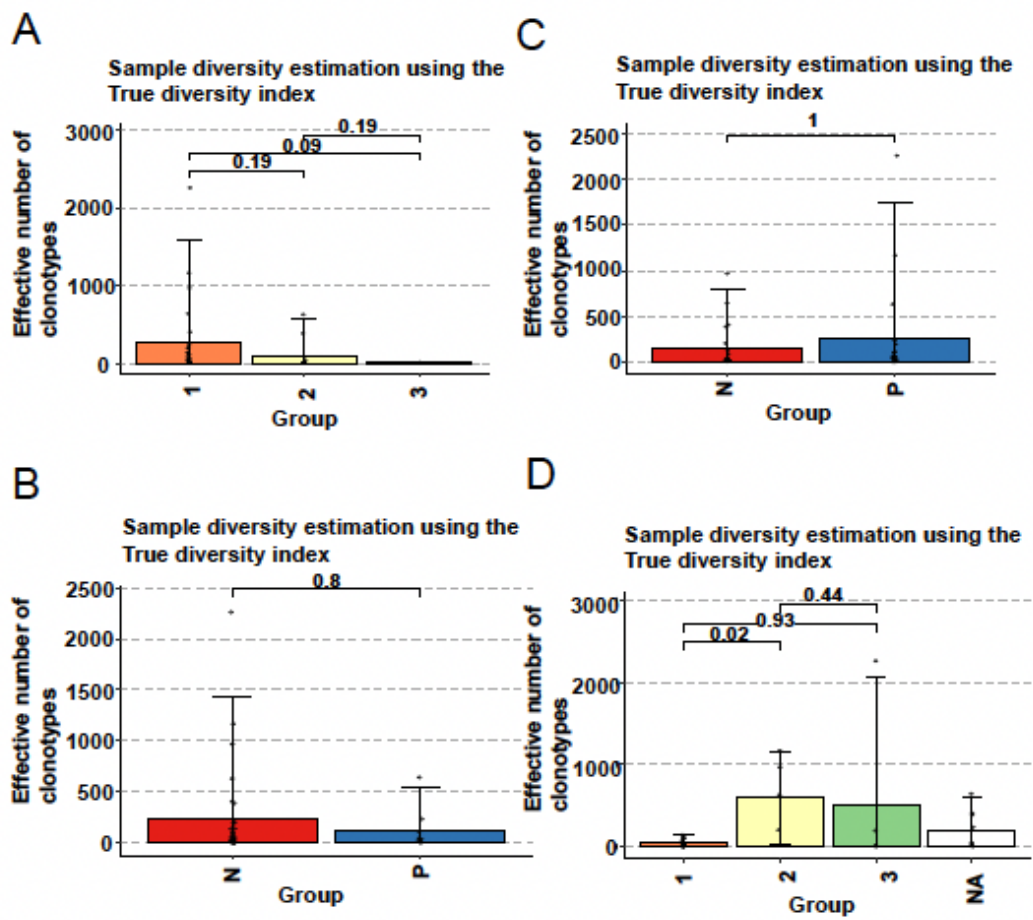 A
Sample diversity estimation using the
True diversity index
Effective number of
clonotypes
3000
2000
1000
0
0.19
0.09
0.19
1
2
3
Group
C
Sample diversity estimation using the
True diversity index
Effective number of
clonotypes
2500
2000
1500
1000
500
0
1
N
P
Group
B
Sample diversity estimation using the
True diversity index
Effective number of
clonotypes
2500
2000
1500
1000
500
0
0.8
N
P
Group
D
Sample diversity estimation using the
True diversity index
Effective number of
clonotypes
3000
2000
1000
0
0.44
0.93
0.02
1
2
3
NA
Group